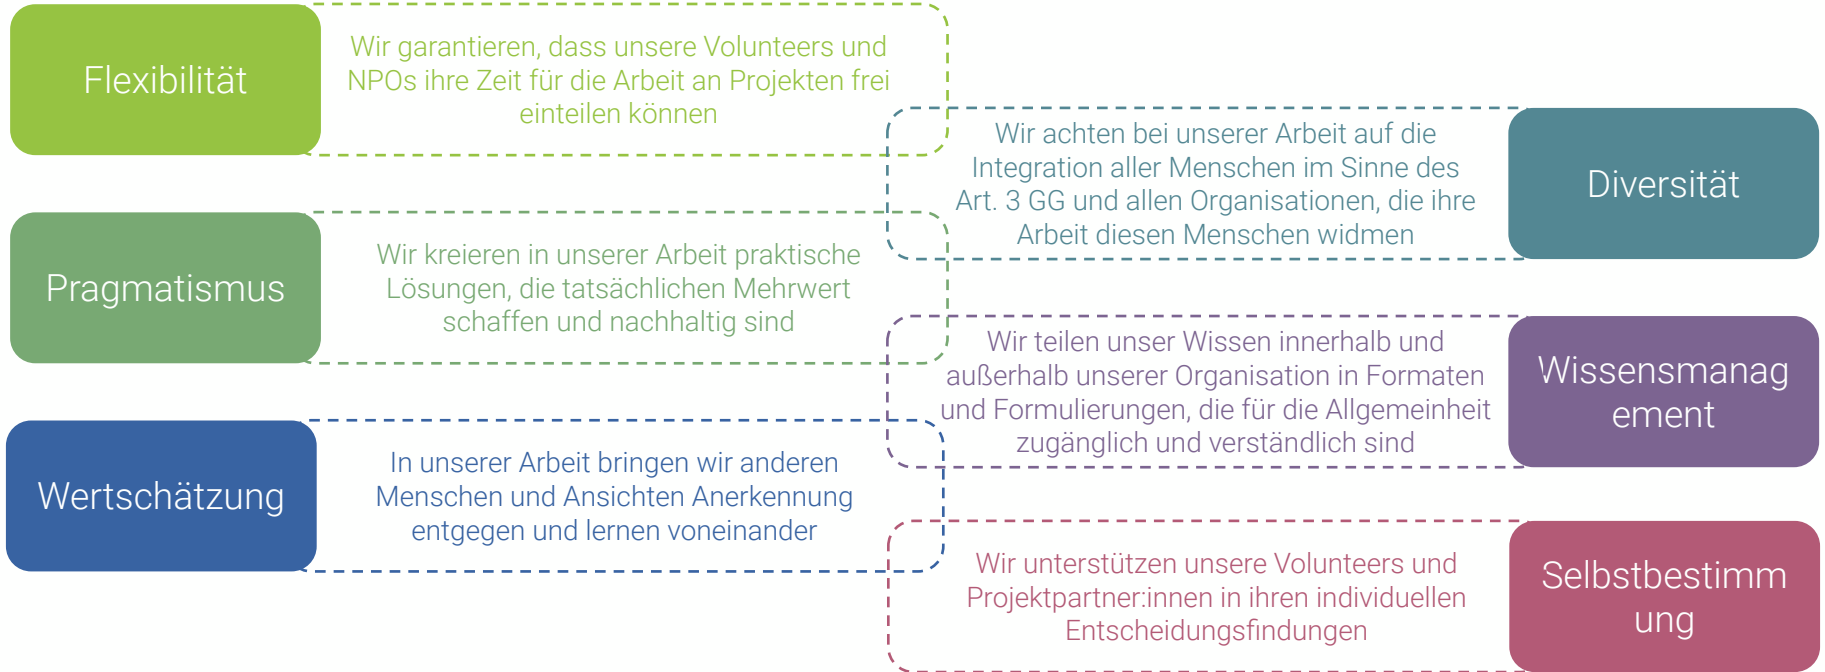 Flexibilität
Wir garantieren, dass unsere Volunteers und
NPOs ihre Zeit für die Arbeit an Projekten frei
einteilen können
Wir achten bei unserer Arbeit auf die
Integration aller Menschen im Sinne des
Art. 3 GG und allen Organisationen, die ihre
Arbeit diesen Menschen widmen
Diversität
Pragmatismus
Wir kreieren in unserer Arbeit praktische
Lösungen, die tatsächlichen Mehrwert
schaffen und nachhaltig sind
Wir teilen unser Wissen innerhalb und
außerhalb unserer Organisation in Formaten
und Formulierungen, die für die Allgemeinheit
zugänglich und verständlich sind
Wissensmanag
ement
Wertschätzung
In unserer Arbeit bringen wir anderen
Menschen und Ansichten Anerkennung
entgegen und lernen voneinander
Wir unterstützen unsere Volunteers und
Projektpartner:innen in ihren individuellen
Entscheidungsfindungen
Selbstbestimm
ung